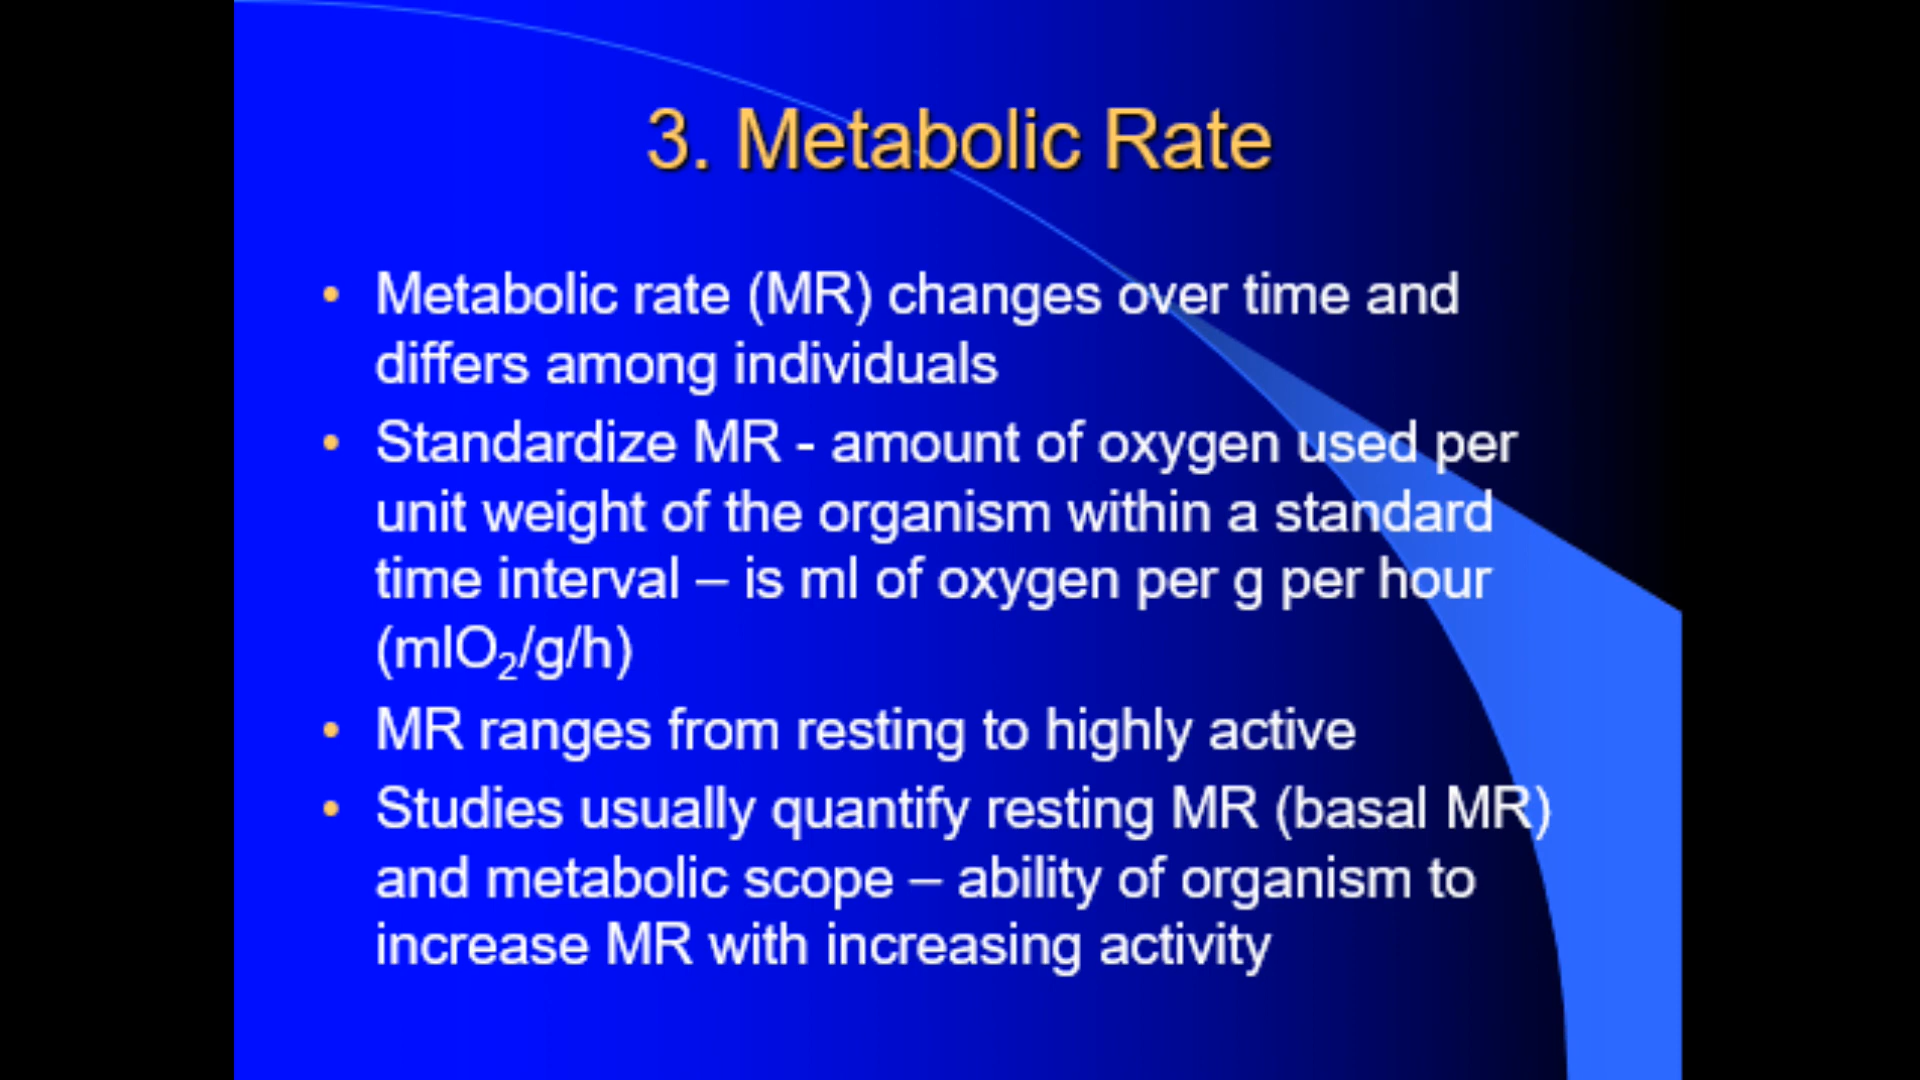 3. Metabolic Rate
• Metabolic rate (MR) changes over time and
differs among individuals
• Standardize MR - amount of oxygen used per
unit weight of the organism within a standard
time interval – is ml of oxygen per g per hour
(mlO₂/g/h)
• MR ranges from resting to highly active
• Studies usually quantify resting MR (basal MR)
and metabolic scope – ability of organism to
increase MR with increasing activity